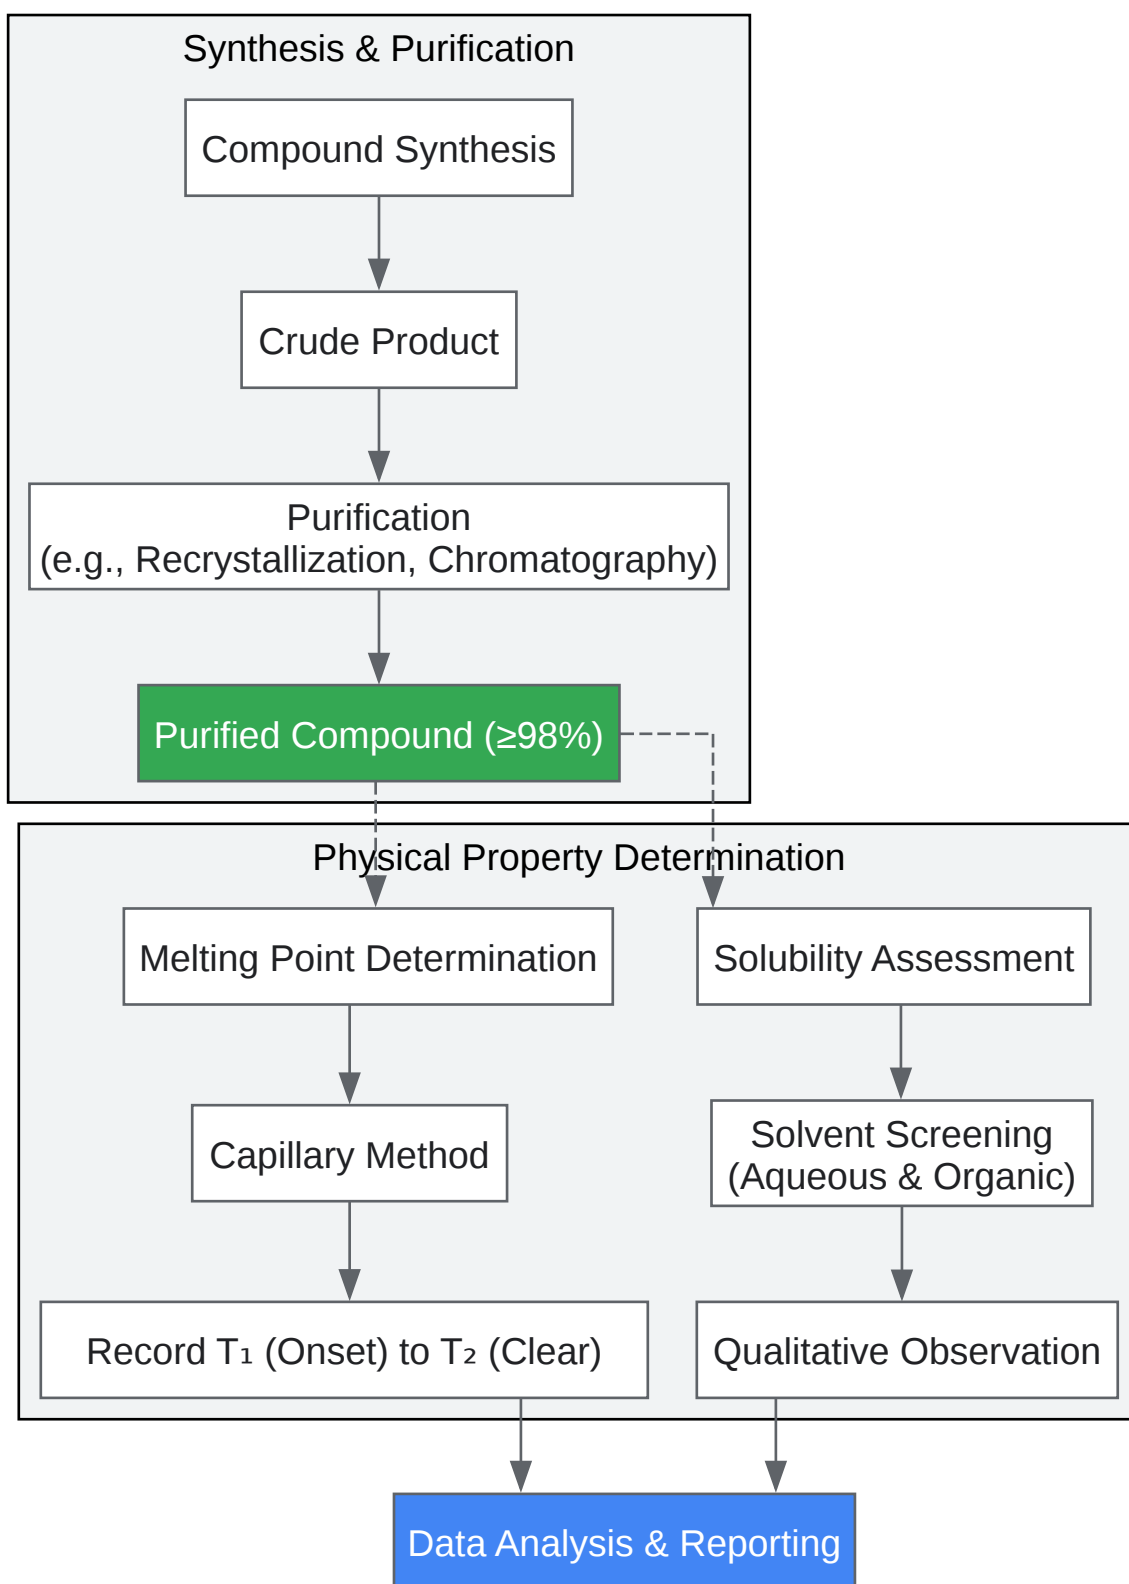 Synthesis & Purification
Compound Synthesis
Crude Product
Purification
(e.g., Recrystallization, Chromatography)
Purified Compound (≥98%)
Physical Property Determination
Melting Point Determination
Solubility Assessment
Capillary Method
Solvent Screening
(Aqueous & Organic)
Record T₁ (Onset) to T₂ (Clear)
Qualitative Observation
Data Analysis & Reporting